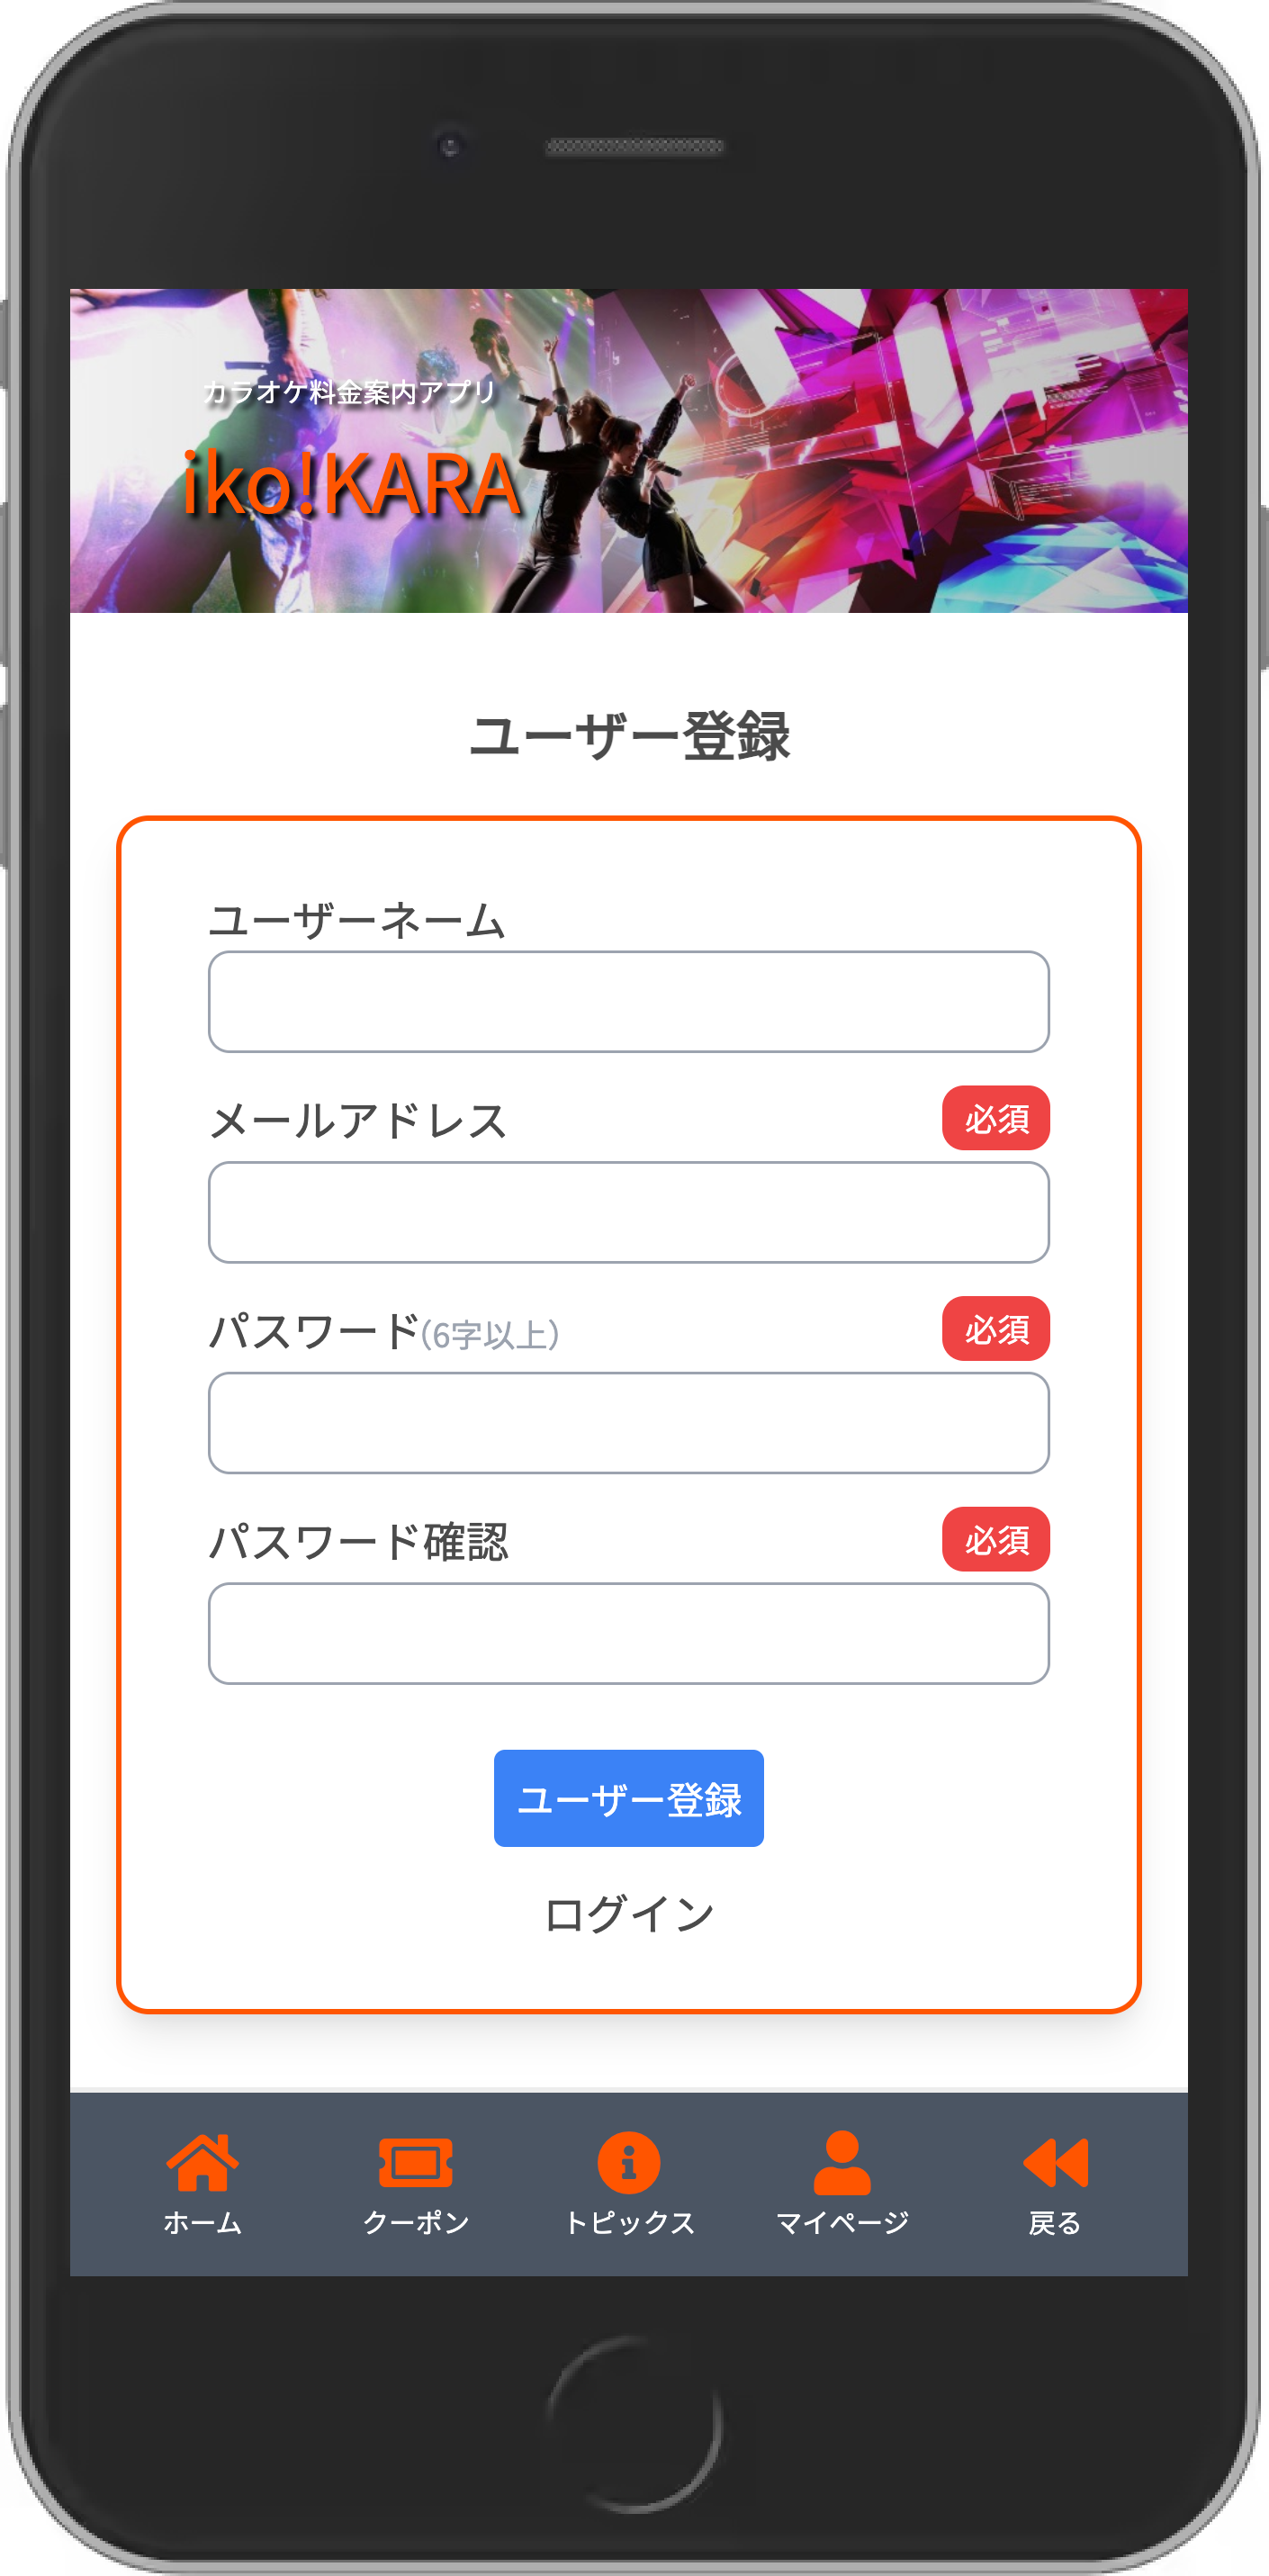 カラオケ料金案内アプリ
iko!KARA
ユーザー登録
ユーザーネーム
メールアドレス 必須
パスワード(6字以上) 必須
パスワード確認 必須
ユーザー登録
ログイン
ホーム クーポン トピックス マイページ 戻る